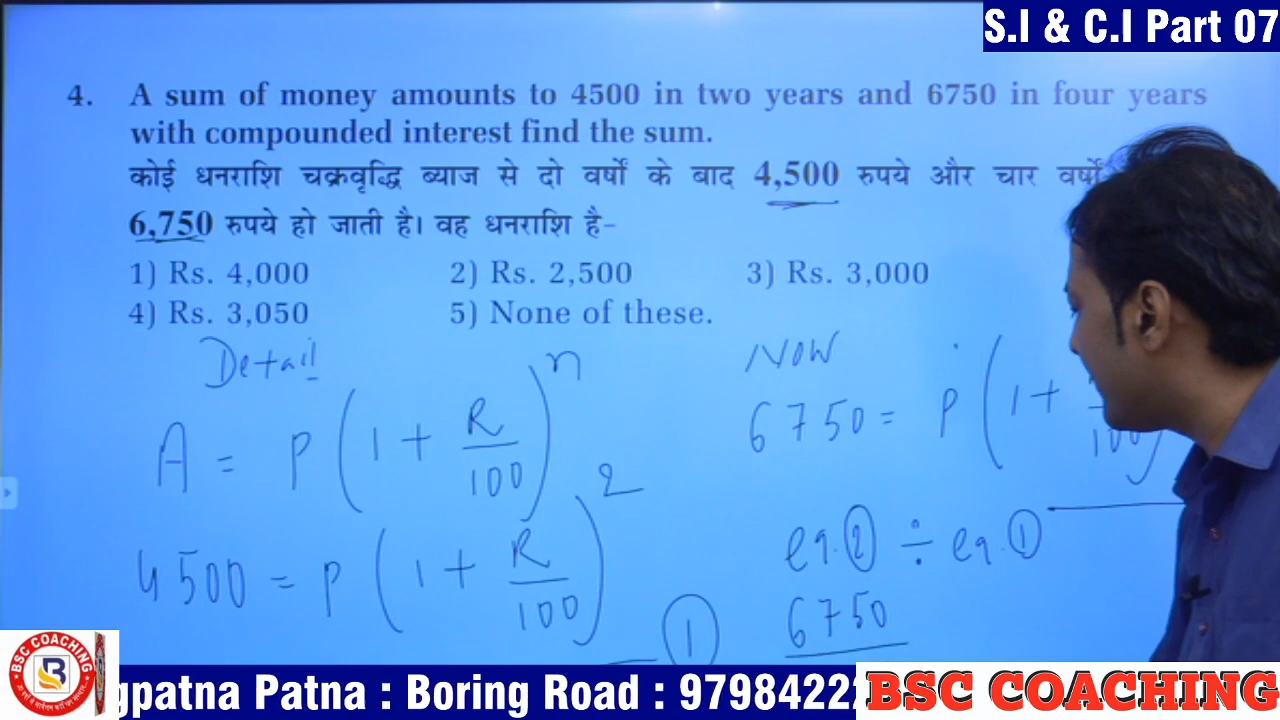 S.I & C.I Part 07
4. A sum of money amounts to 4500 in two years and 6750 in four years
with compounded interest find the sum.
कोई धनराशि चक्रवृद्धि ब्याज से दो वर्षों के बाद 4,500 रुपये और चार वर्षों
6,750 रुपये हो जाती है। वह धनराशि है-
1) Rs. 4,000 2) Rs. 2,500 3) Rs. 3,000
4) Rs. 3,050 5) None of these.
Detail
A = P (1 + R/100)^n
4500 = P (1 + R/100)^2
①
Now
6750 = P (1 + /100)
eq. ② ÷ eq. ①
6750
BSC COACHING
gpatna Patna : Boring Road : 9798422
BSC COACHING